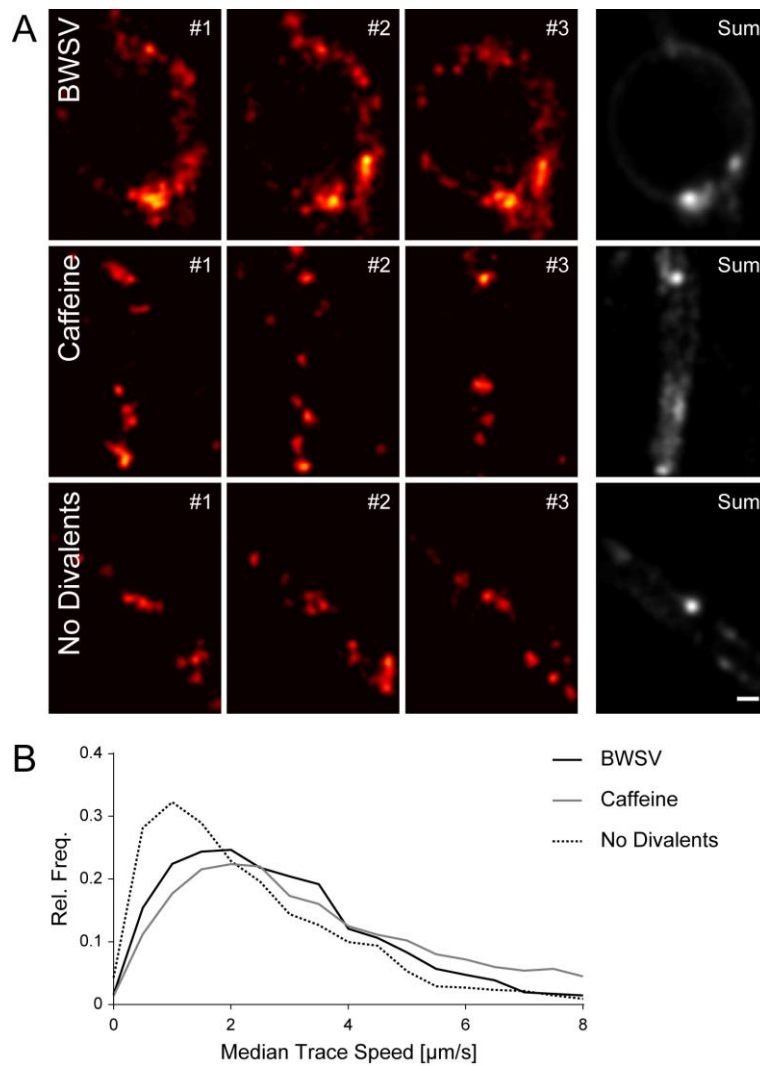 A
BWSV
#1
#2
#3
Sum
Caffeine
#1
#2
#3
Sum
No Divalents
#1
#2
#3
Sum
B
0.4
0.3
0.2
0.1
0
Rel. Freq.
0 2 4 6 8
Median Trace Speed [µm/s]
BWSV
Caffeine
No Divalents